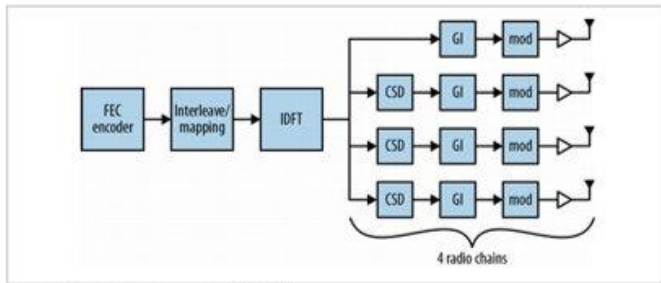 GI
mod
FEC
encoder
Interleave/
mapping
IDFT
CSD
GI
mod
CSD
GI
mod
CSD
GI
mod
4 radio chains